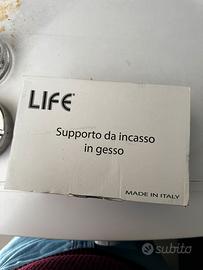 LIFE®
Supporto da incasso
in gesso
MADE IN ITALY
subito